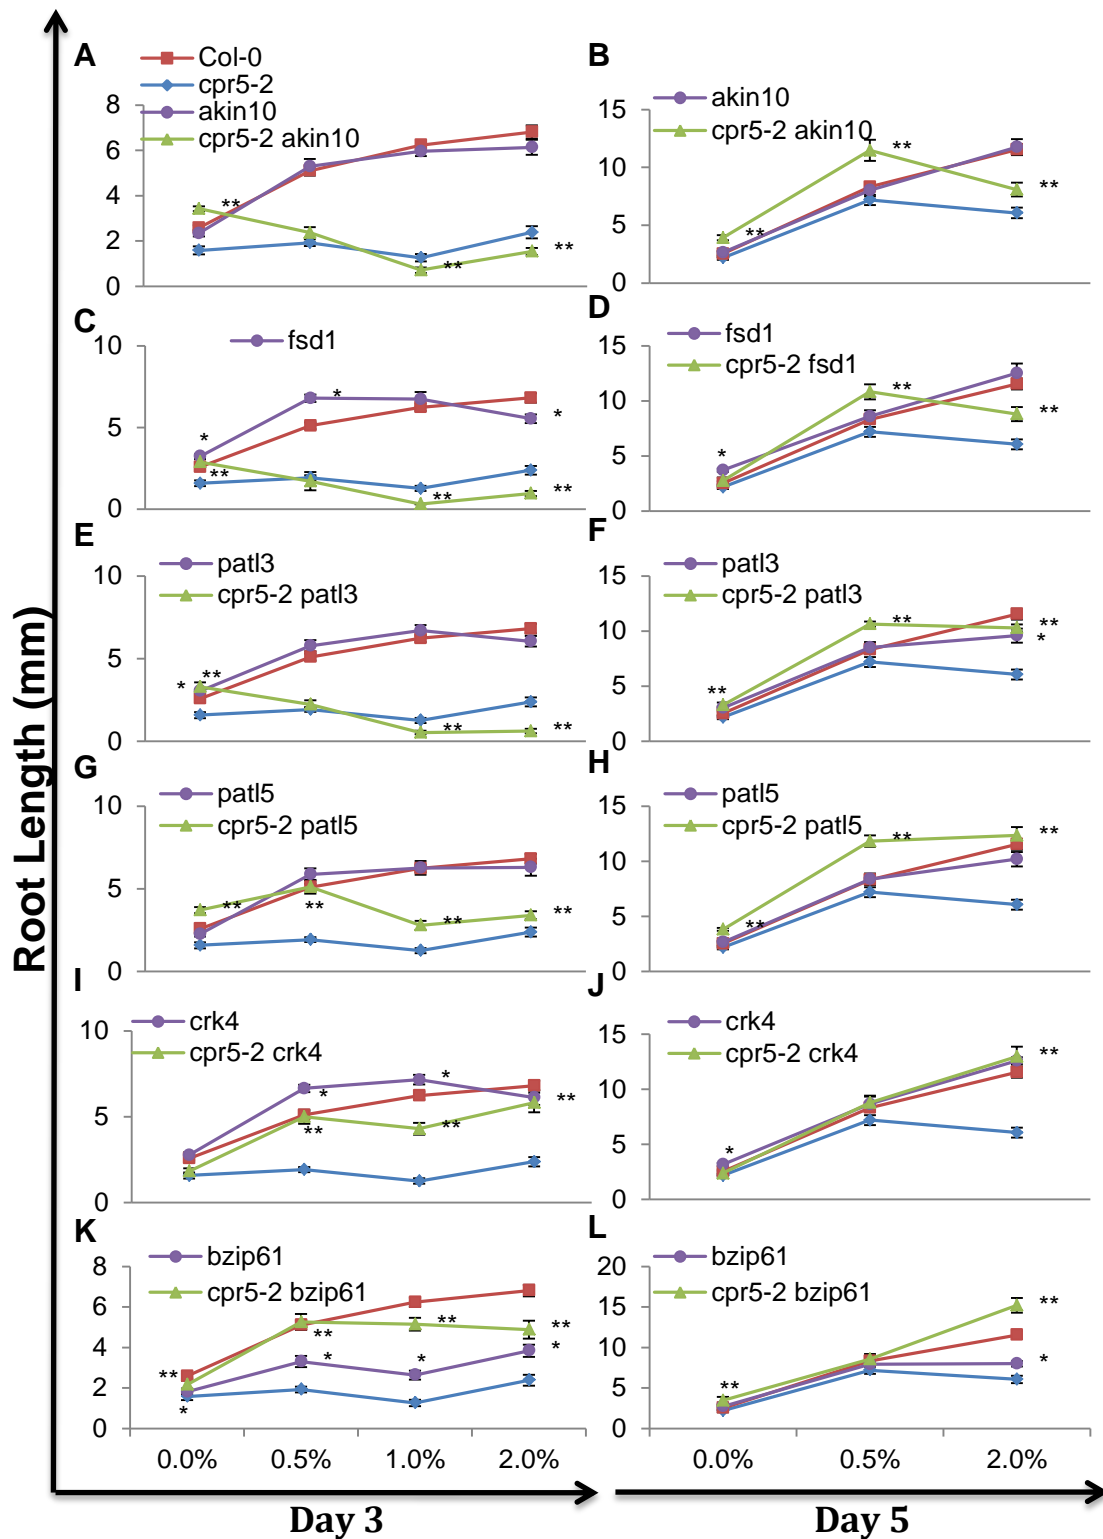 Root Length (mm)
A
Col-0
cpr5-2
akin10
cpr5-2 akin10
8
6
4
2
0
**
**
**
B
akin10
cpr5-2 akin10
15
10
5
0
**
**
**
C
fsd1
10
5
0
*
**
*
**
*
**
D
fsd1
cpr5-2 fsd1
15
10
5
0
*
**
**
E
patl3
cpr5-2 patl3
10
5
0
*
**
**
**
F
patl3
cpr5-2 patl3
15
10
5
0
**
**
**
*
G
patl5
cpr5-2 patl5
10
5
0
**
**
**
**
H
patl5
cpr5-2 patl5
15
10
5
0
**
**
**
I
crk4
cpr5-2 crk4
10
5
0
*
**
*
**
**
J
crk4
cpr5-2 crk4
15
10
5
0
*
**
K
bzip61
cpr5-2 bzip61
8
6
4
2
0
**
*
**
*
**
*
**
*
0.0%
0.5%
1.0%
2.0%
Day 3
L
bzip61
cpr5-2 bzip61
20
15
10
5
0
**
**
*
0.0%
0.5%
2.0%
Day 5